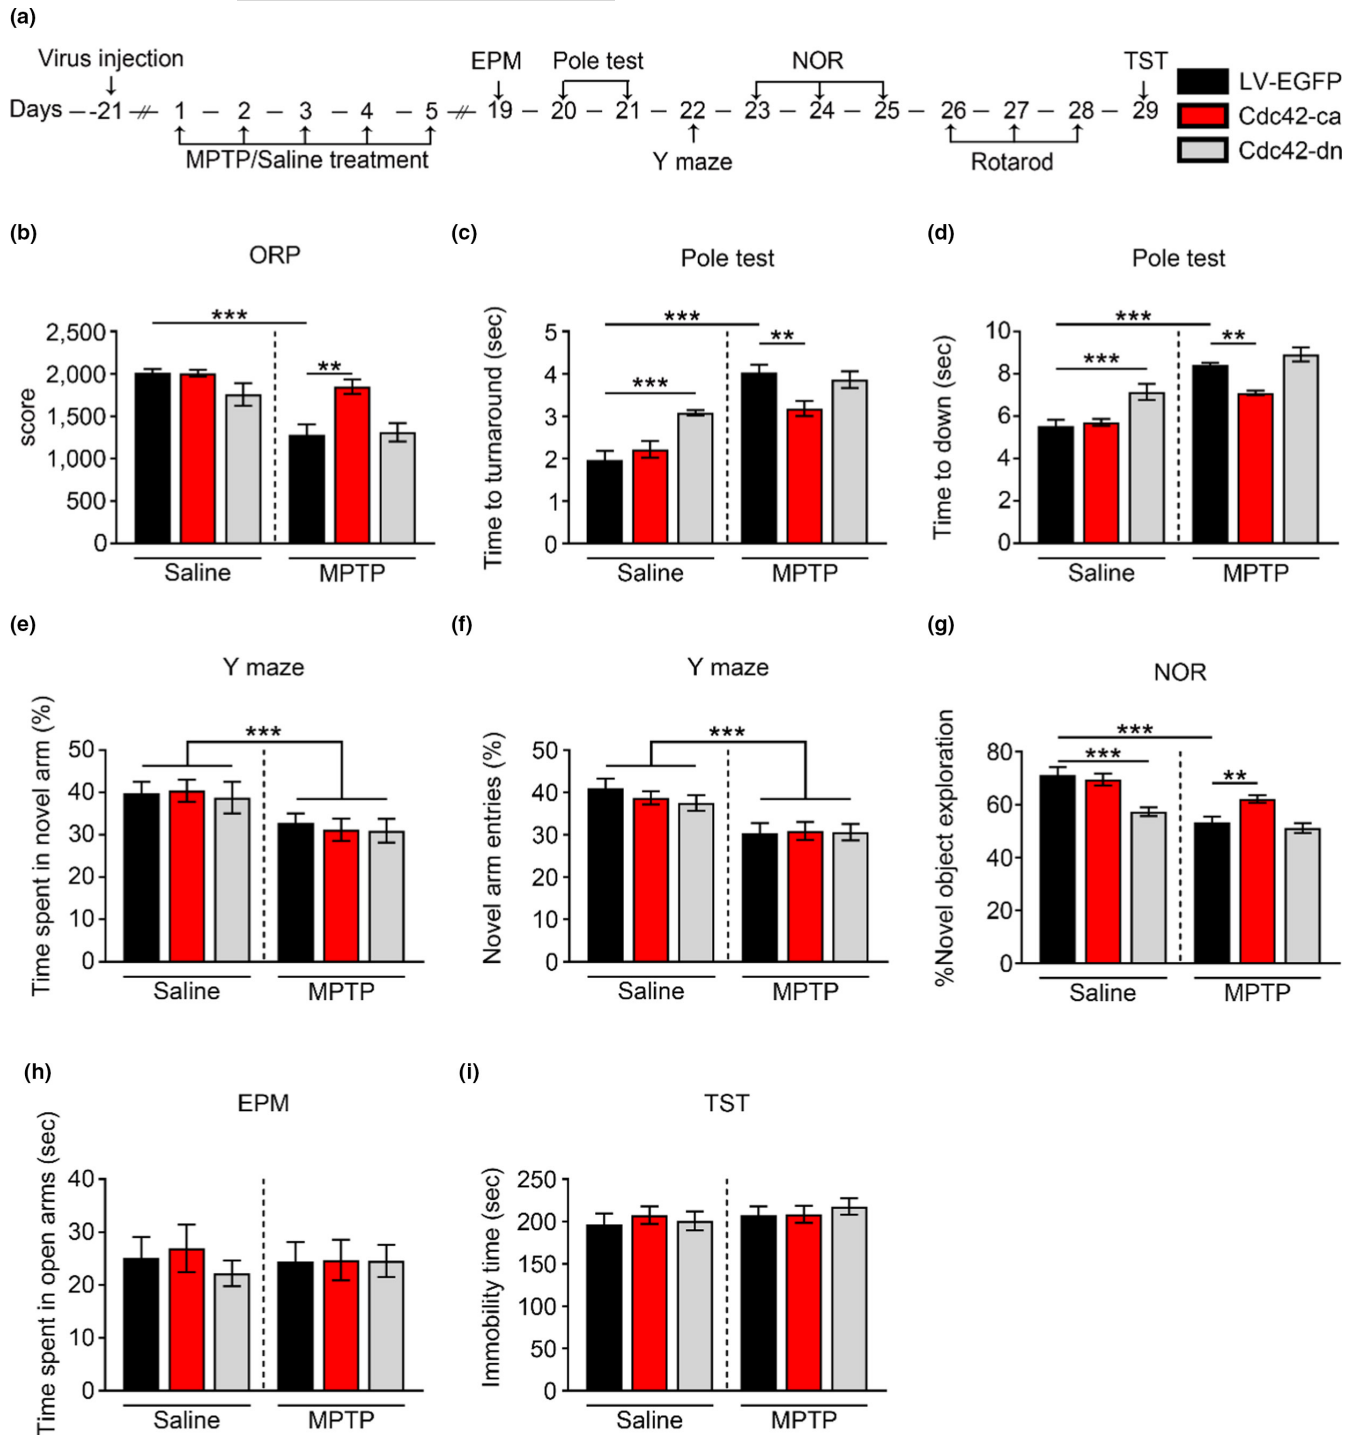 (a)
Virus injection EPM Pole test NOR TST
Days -21 1 2 3 4 5 19 20 21 22 23 24 25 26 27 28 29
MPTP/Saline treatment Y maze Rotarod
LV-EGFP
Cdc42-ca
Cdc42-dn
(b)
ORP
score
2,500
2,000
1,500
1,000
500
0
***
**
Saline MPTP
(c)
Pole test
Time to turnaround (sec)
5
4
3
2
1
0
***
***
**
Saline MPTP
(d)
Pole test
Time to down (sec)
10
8
6
4
2
0
***
***
**
Saline MPTP
(e)
Y maze
Time spent in novel arm (%)
50
40
30
20
10
0
***
Saline MPTP
(f)
Y maze
Novel arm entries (%)
50
40
30
20
10
0
***
Saline MPTP
(g)
NOR
%Novel object exploration
80
60
40
20
0
***
***
**
Saline MPTP
(h)
EPM
Time spent in open arms (sec)
40
30
20
10
0
Saline MPTP
(i)
TST
Immobility time (sec)
250
200
150
100
50
0
Saline MPTP